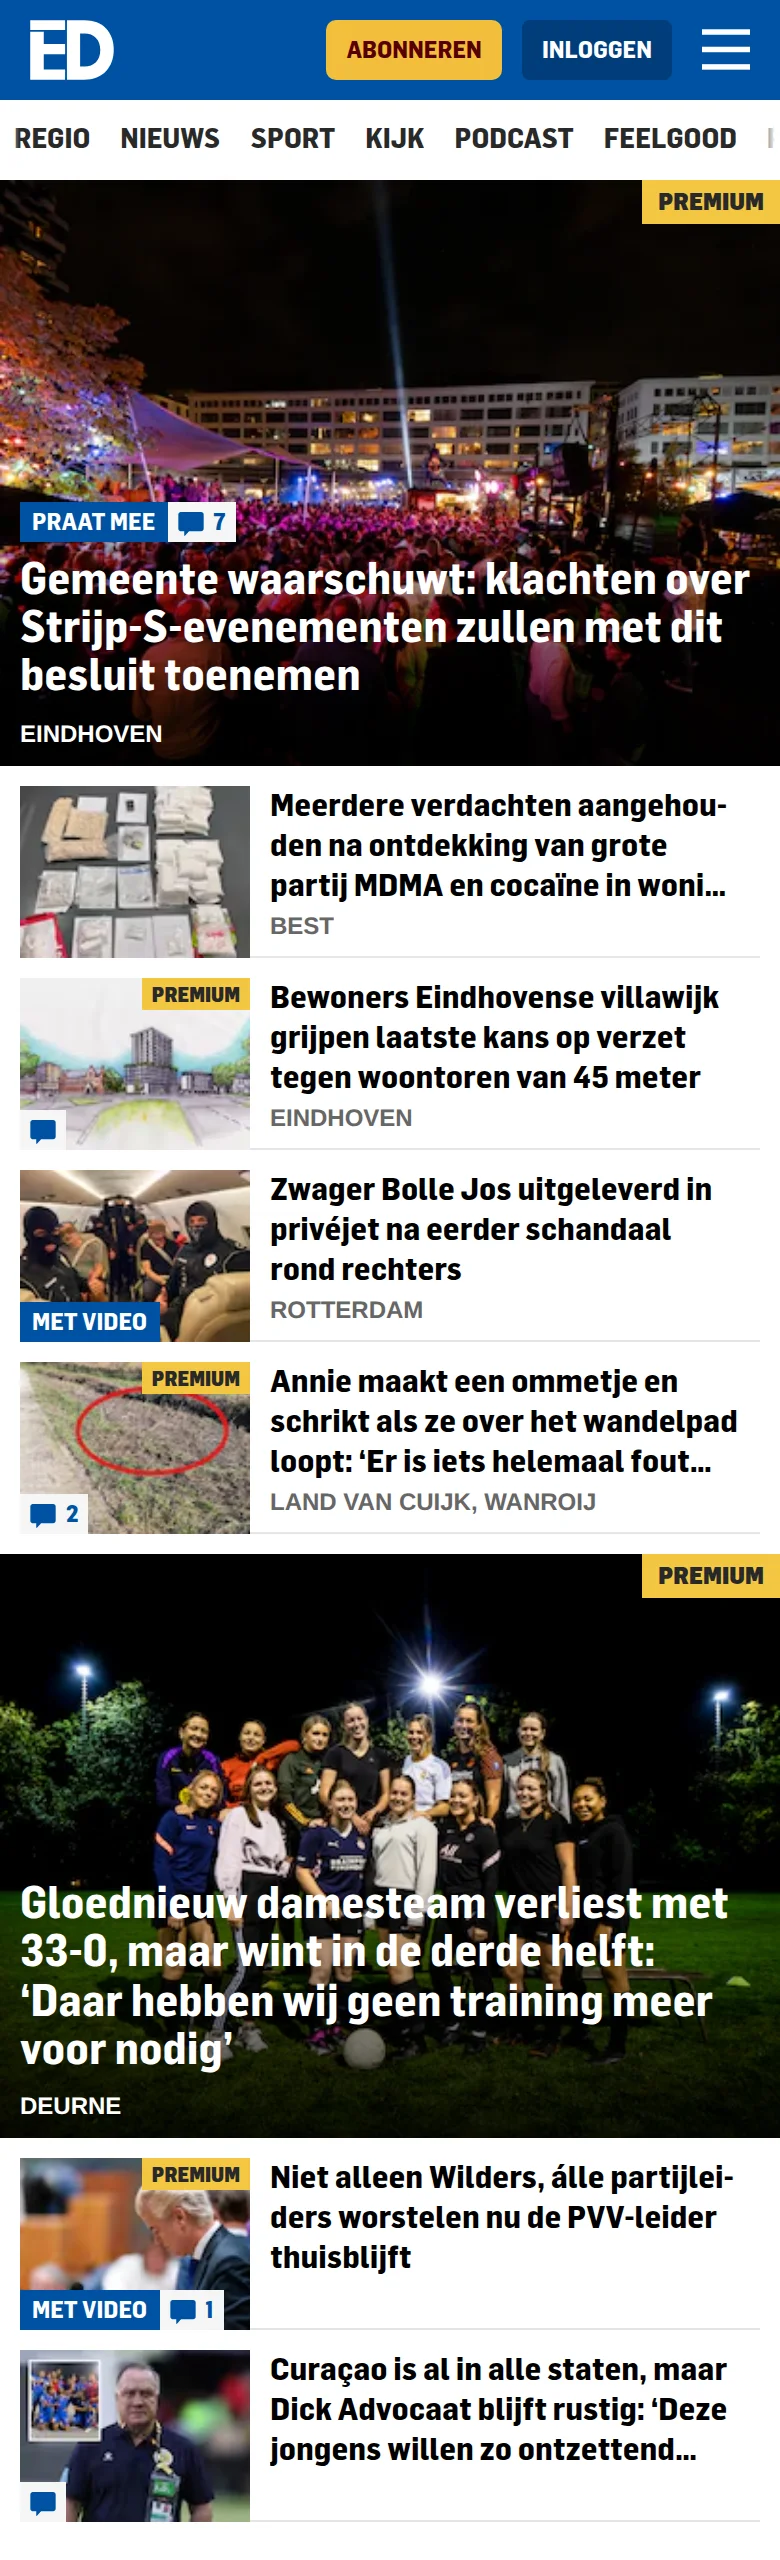 ED
ABONNEREN
INLOGGEN
REGIO NIEUWS SPORT KIJK PODCAST FEELGOOD
PREMIUM
PRAAT MEE 7
Gemeente waarschuwt: klachten over
Strijp-S-evenementen zullen met dit
besluit toenemen
EINDHOVEN
Meerdere verdachten aangehou-
den na ontdekking van grote
partij MDMA en cocaïne in woni...
BEST
PREMIUM
Bewoners Eindhovense villawijk
grijpen laatste kans op verzet
tegen woontoren van 45 meter
EINDHOVEN
MET VIDEO
Zwager Bolle Jos uitgeleverd in
privéjet na eerder schandaal
rond rechters
ROTTERDAM
PREMIUM
2
Annie maakt een ommetje en
schrikt als ze over het wandelpad
loopt: ‘Er is iets helemaal fout...
LAND VAN CUIJK, WANROIJ
PREMIUM
Gloednieuw damesteam verliest met
33-0, maar wint in de derde helft:
‘Daar hebben wij geen training meer
voor nodig’
DEURNE
PREMIUM
MET VIDEO 1
Niet alleen Wilders, álle partijlei-
ders worstelen nu de PVV-leider
thuisblijft
Curaçao is al in alle staten, maar
Dick Advocaat blijft rustig: ‘Deze
jongens willen zo ontzettend...